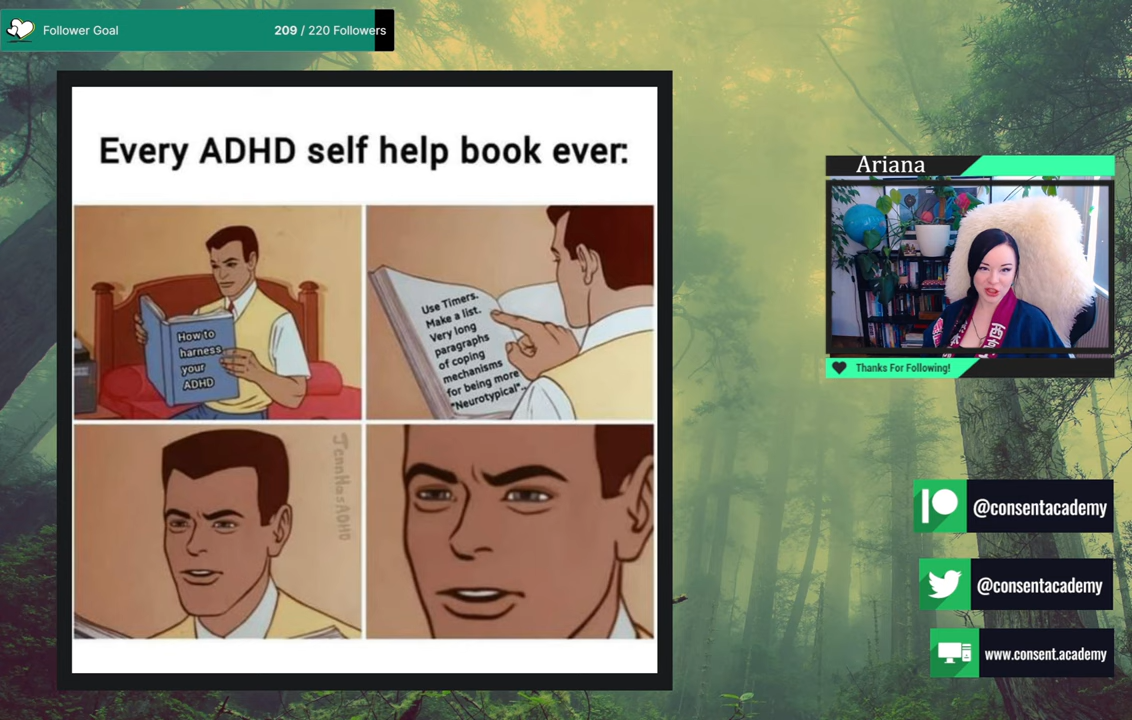 Follower Goal
209 / 220 Followers
Every ADHD self help book ever:
How to
harness
your
ADHD
Use Timers.
Make a list.
Very long
paragraphs
of coping
mechanisms
for being more
"Neurotypical".
JennHasADHD
Ariana
Thanks For Following!
@consentacademy
@consentacademy
www.consent.academy